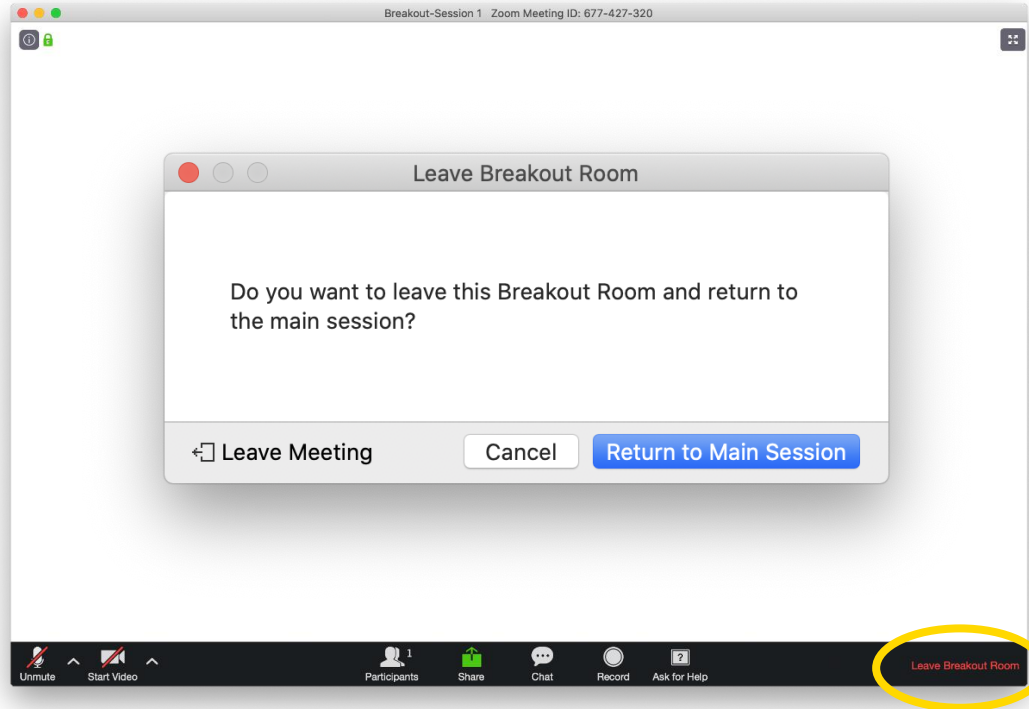 Breakout-Session 1 Zoom Meeting ID: 677-427-320
Leave Breakout Room
Do you want to leave this Breakout Room and return to
the main session?
Leave Meeting
Cancel
Return to Main Session
Unmute
Start Video
1
Participants
Share
Chat
Record
?
Ask for Help
Leave Breakout Room